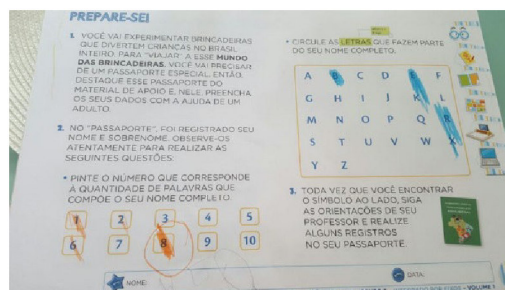 PREPARE-SE!
1. VOCÊ VAI EXPERIMENTAR BRINCADEIRAS
QUE DIVERTEM CRIANÇAS NO BRASIL
INTEIRO. PARA "VIAJAR" A ESSE MUNDO
DAS BRINCADEIRAS, VOCÊ VAI PRECISAR
DE UM PASSAPORTE ESPECIAL. ENTÃO,
DESTAQUE ESSE PASSAPORTE DO
MATERIAL DE APOIO E, NELE, PREENCHA
OS SEUS DADOS COM A AJUDA DE UM
ADULTO.
2. NO "PASSAPORTE", FOI REGISTRADO SEU
NOME E SOBRENOME. OBSERVE-OS
ATENTAMENTE PARA REALIZAR AS
SEGUINTES QUESTÕES:
• PINTE O NÚMERO QUE CORRESPONDE
À QUANTIDADE DE PALAVRAS QUE
COMPÕE O SEU NOME COMPLETO.
1 2 3 4 5
6 7 8 9 10
• CIRCULE AS LETRAS QUE FAZEM PARTE
DO SEU NOME COMPLETO.
A B C D E F
G H I J K L
M N O P Q R
S T U V W X
Y Z
3. TODA VEZ QUE VOCÊ ENCONTRAR
O SÍMBOLO AO LADO, SIGA
AS ORIENTAÇÕES DE SEU
PROFESSOR E REALIZE
ALGUNS REGISTROS
NO SEU PASSAPORTE.
NOME:
DATA:
VOLUME 1